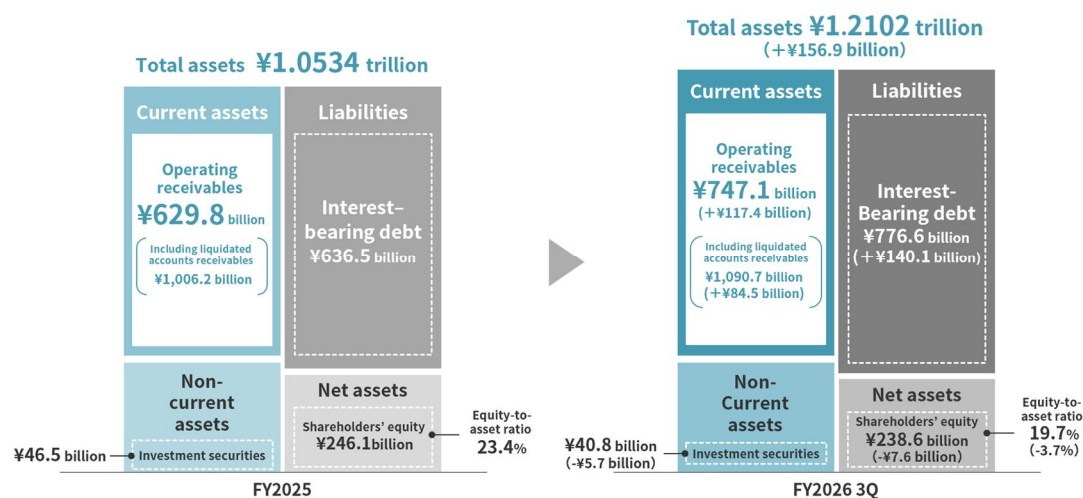 Total assets ¥1.0534 trillion
Current assets
Operating
receivables
¥629.8 billion
Including liquidated
accounts receivables
¥1,006.2 billion
Liabilities
Interest–
bearing debt
¥636.5 billion
Non-
current
assets
Investment securities
¥46.5 billion
Net assets
Shareholders’ equity
¥246.1billion
Equity-to-
asset ratio
23.4%
FY2025
Total assets ¥1.2102 trillion
(+¥156.9 billion)
Current assets
Operating
receivables
¥747.1 billion
(+¥117.4 billion)
Including liquidated
accounts receivables
¥1,090.7 billion
(+¥84.5 billion)
Liabilities
Interest-
Bearing debt
¥776.6 billion
(+¥140.1 billion)
Non-
Current
assets
Investment securities
¥40.8 billion
(-¥5.7 billion)
Net assets
Shareholders’ equity
¥238.6 billion
(-¥7.6 billion)
Equity-to-
asset ratio
19.7%
(-3.7%)
FY2026 3Q